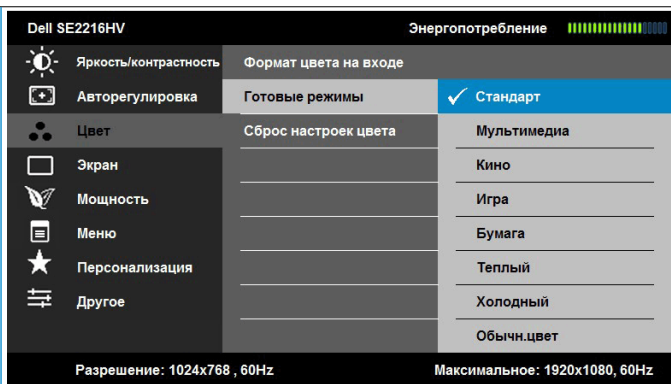 Dell SE2216HV Энергопотребление
Яркость/контрастность Формат цвета на входе
Авторегулировка Готовые режимы Стандарт
Цвет Сброс настроек цвета Мультимедиа
Экран Кино
Мощность Игра
Меню Бумага
Персонализация Теплый
Другое Холодный
Обычн.цвет
Разрешение: 1024x768 , 60Hz Максимальное: 1920x1080, 60Hz